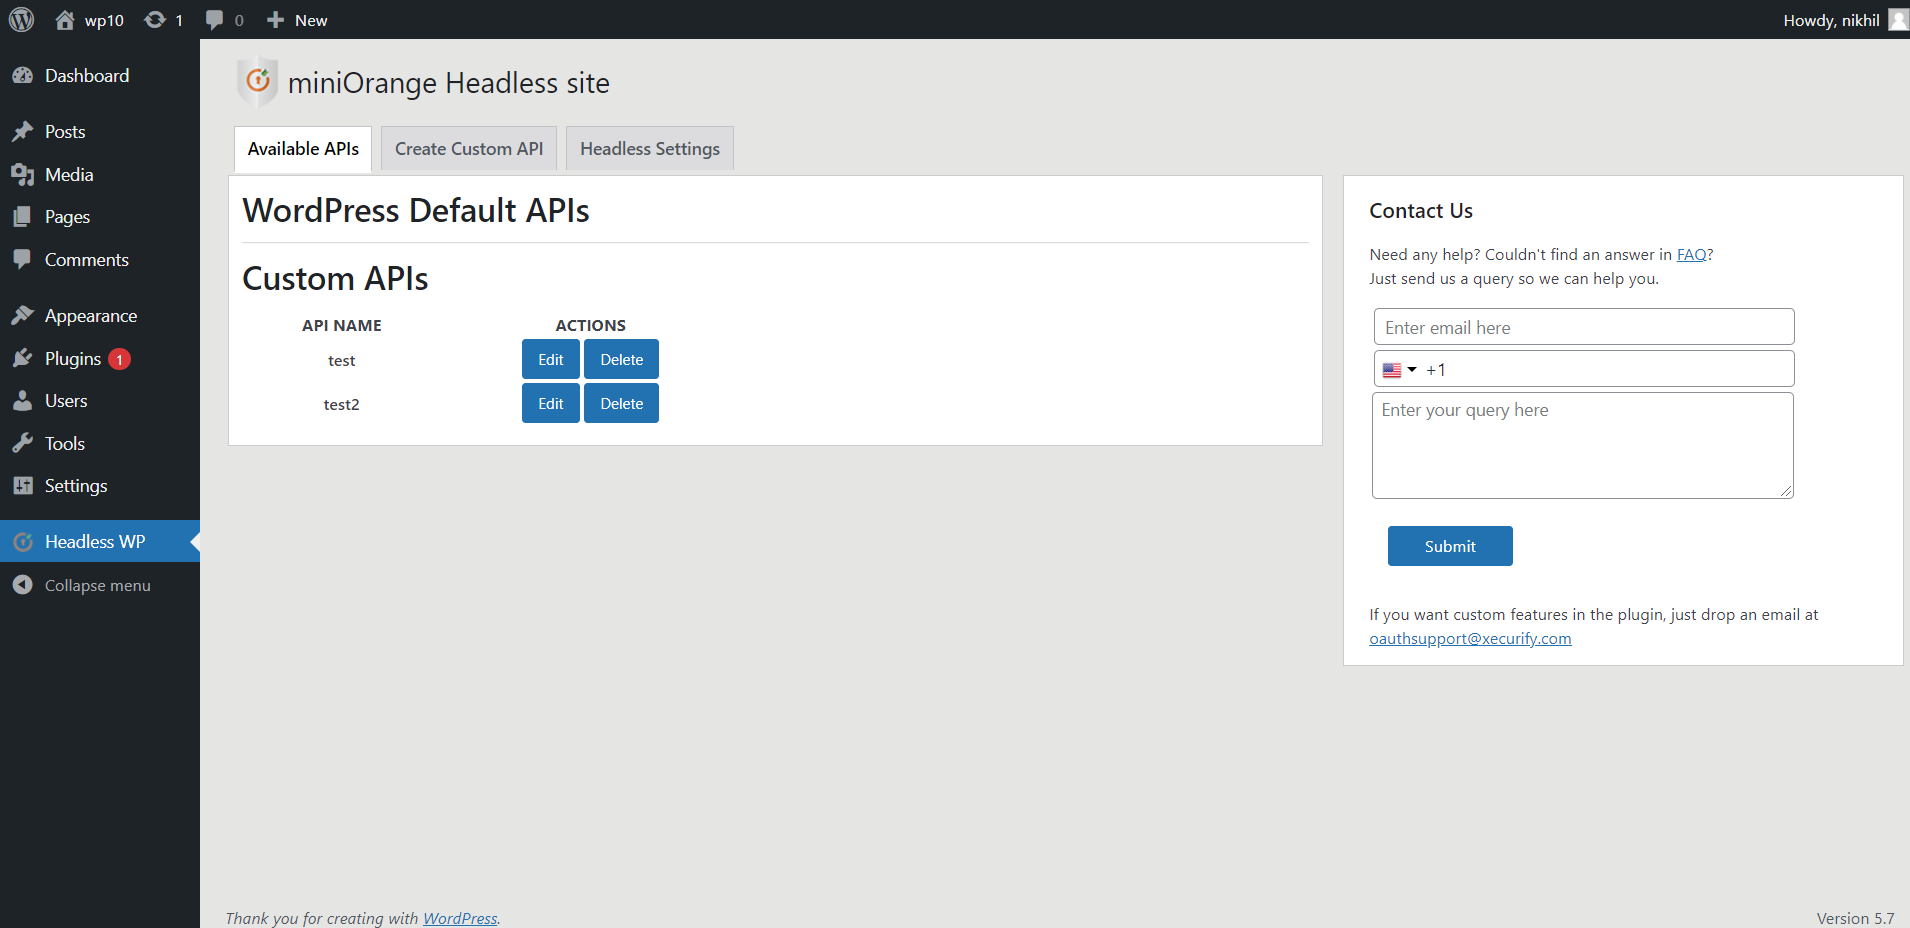 wp10 1 0 New
Howdy, nikhil
Dashboard
Posts
Media
Pages
Comments
Appearance
Plugins 1
Users
Tools
Settings
Headless WP
Collapse menu
miniOrange Headless site
Available APIs Create Custom API Headless Settings
WordPress Default APIs
Custom APIs
API NAME ACTIONS
test Edit Delete
test2 Edit Delete
Contact Us
Need any help? Couldn't find an answer in FAQ?
Just send us a query so we can help you.
Enter email here
+1
Enter your query here
Submit
If you want custom features in the plugin, just drop an email at
oauthsupport@xecurify.com
Thank you for creating with WordPress.
Version 5.7